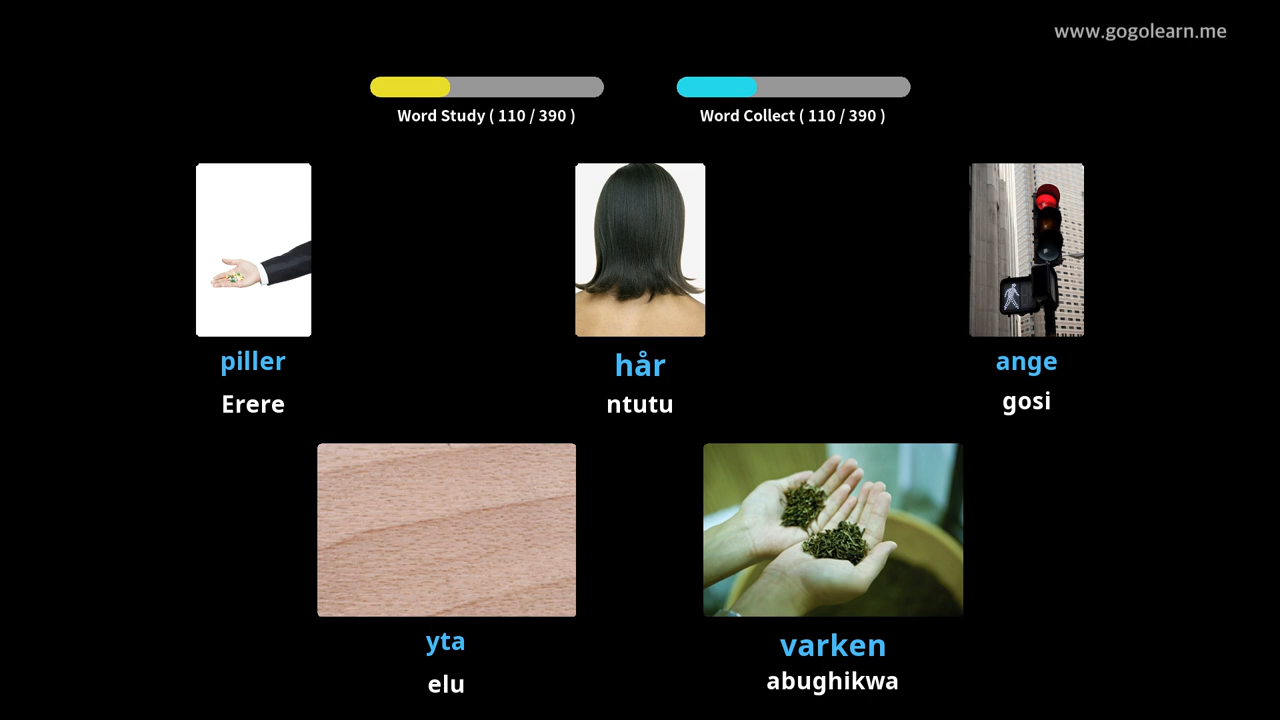 www.gogolearn.me
Word Study ( 110 / 390 )
Word Collect ( 110 / 390 )
piller
Erere
hår
ntutu
ange
gosi
yta
elu
varken
abughikwa